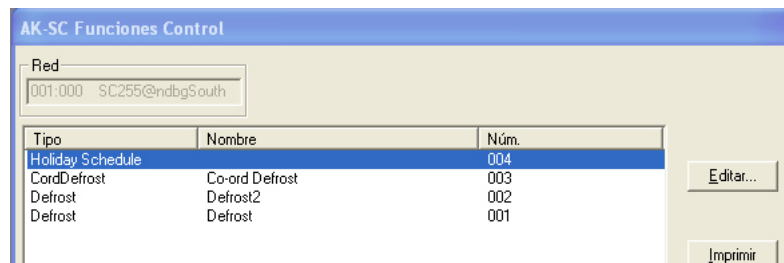 AK-SC Funciones Control
Red
001:000 SC255@ndbgSouth
Tipo Nombre Núm.
Holiday Schedule 004
CordDefrost Co-ord Defrost 003
Editar...
Defrost Defrost2 002
Defrost Defrost 001
Imprimir